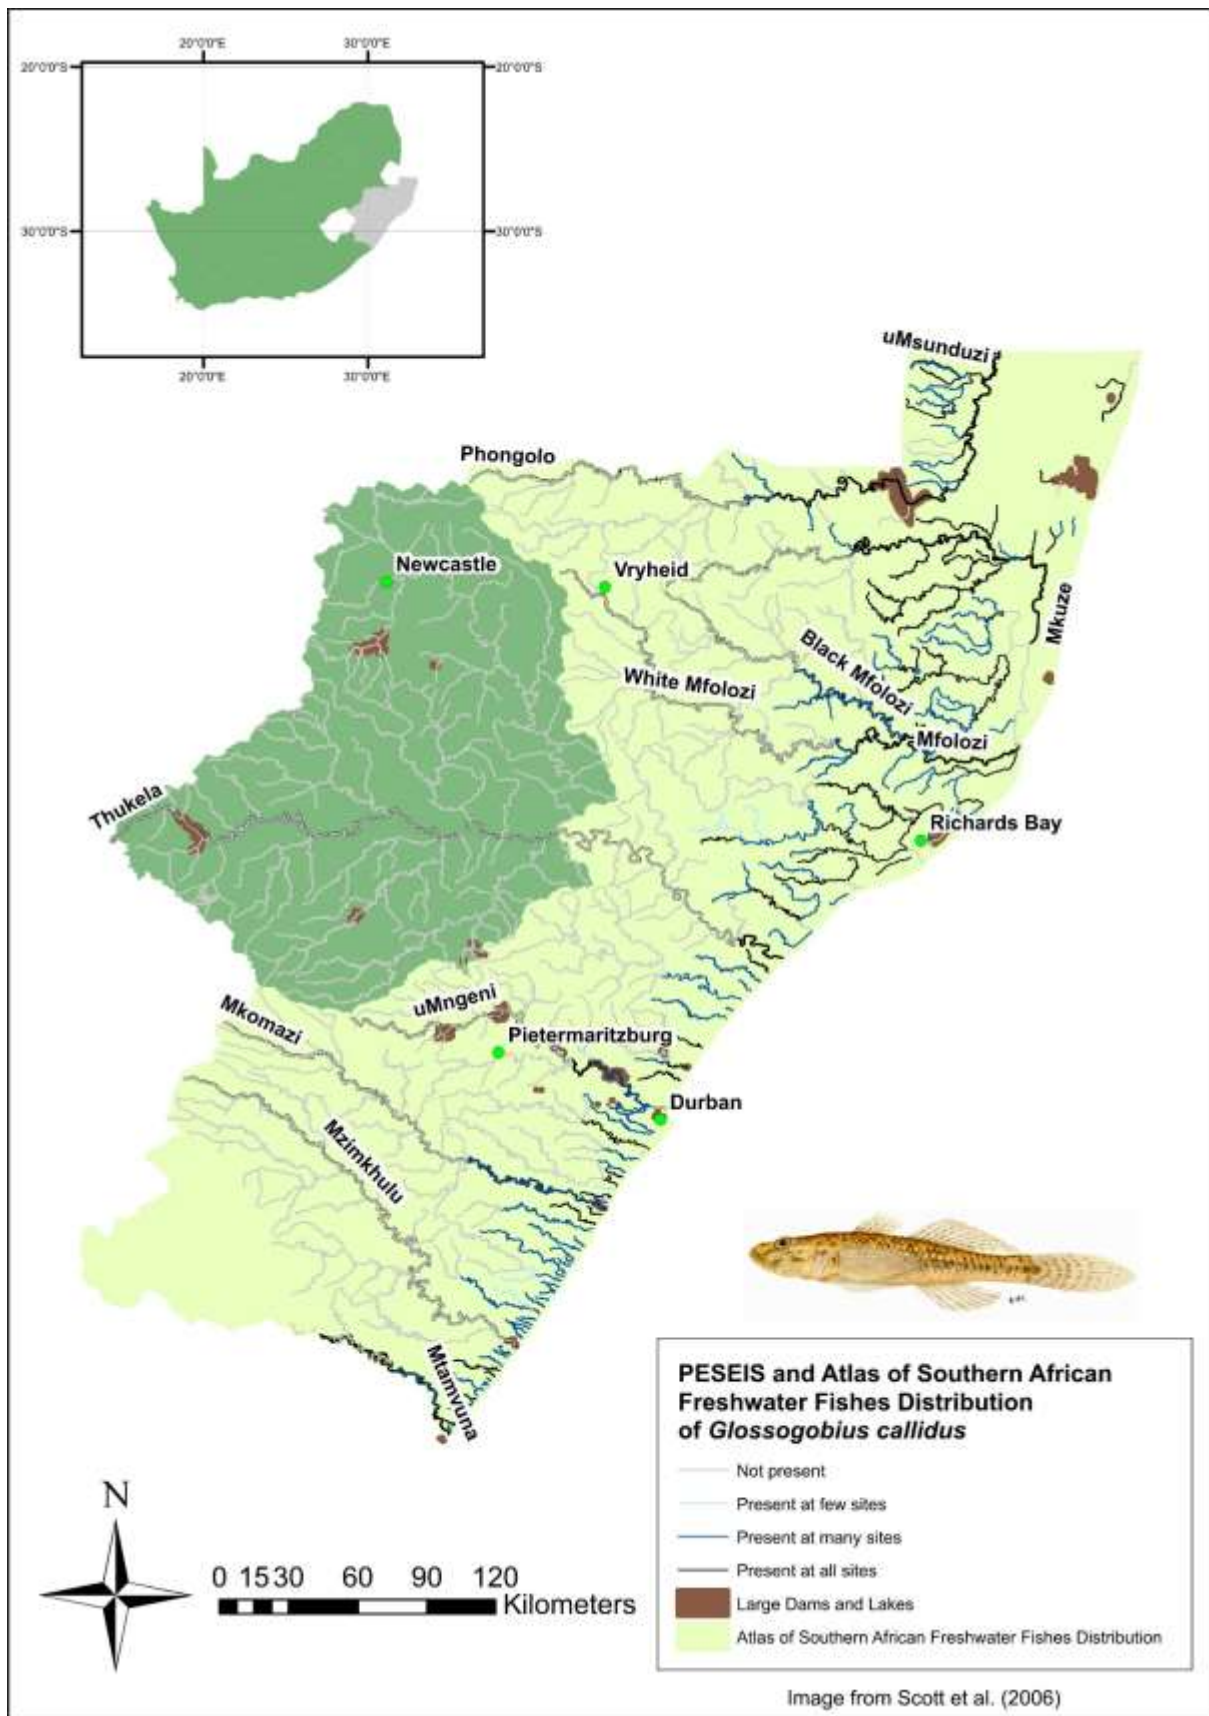 20°0'0"E 30°0'0"E
20°0'0"S 20°0'0"S
30°0'0"S 30°0'0"S
20°0'0"E 30°0'0"E
uMsunduzi
Phongolo
Newcastle
Vryheid
Mkuze
Black Mfolozi
White Mfolozi
Mfolozi
Thukela
Richards Bay
uMngeni
Mkomazi
Pietermaritzburg
Durban
Mzimkhulu
Mtamvuna
PESEIS and Atlas of Southern African
Freshwater Fishes Distribution
of Glossogobius callidus
Not present
Present at few sites
Present at many sites
Present at all sites
Large Dams and Lakes
Atlas of Southern African Freshwater Fishes Distribution
N
0 15 30 60 90 120
Kilometers
Image from Scott et al. (2006)